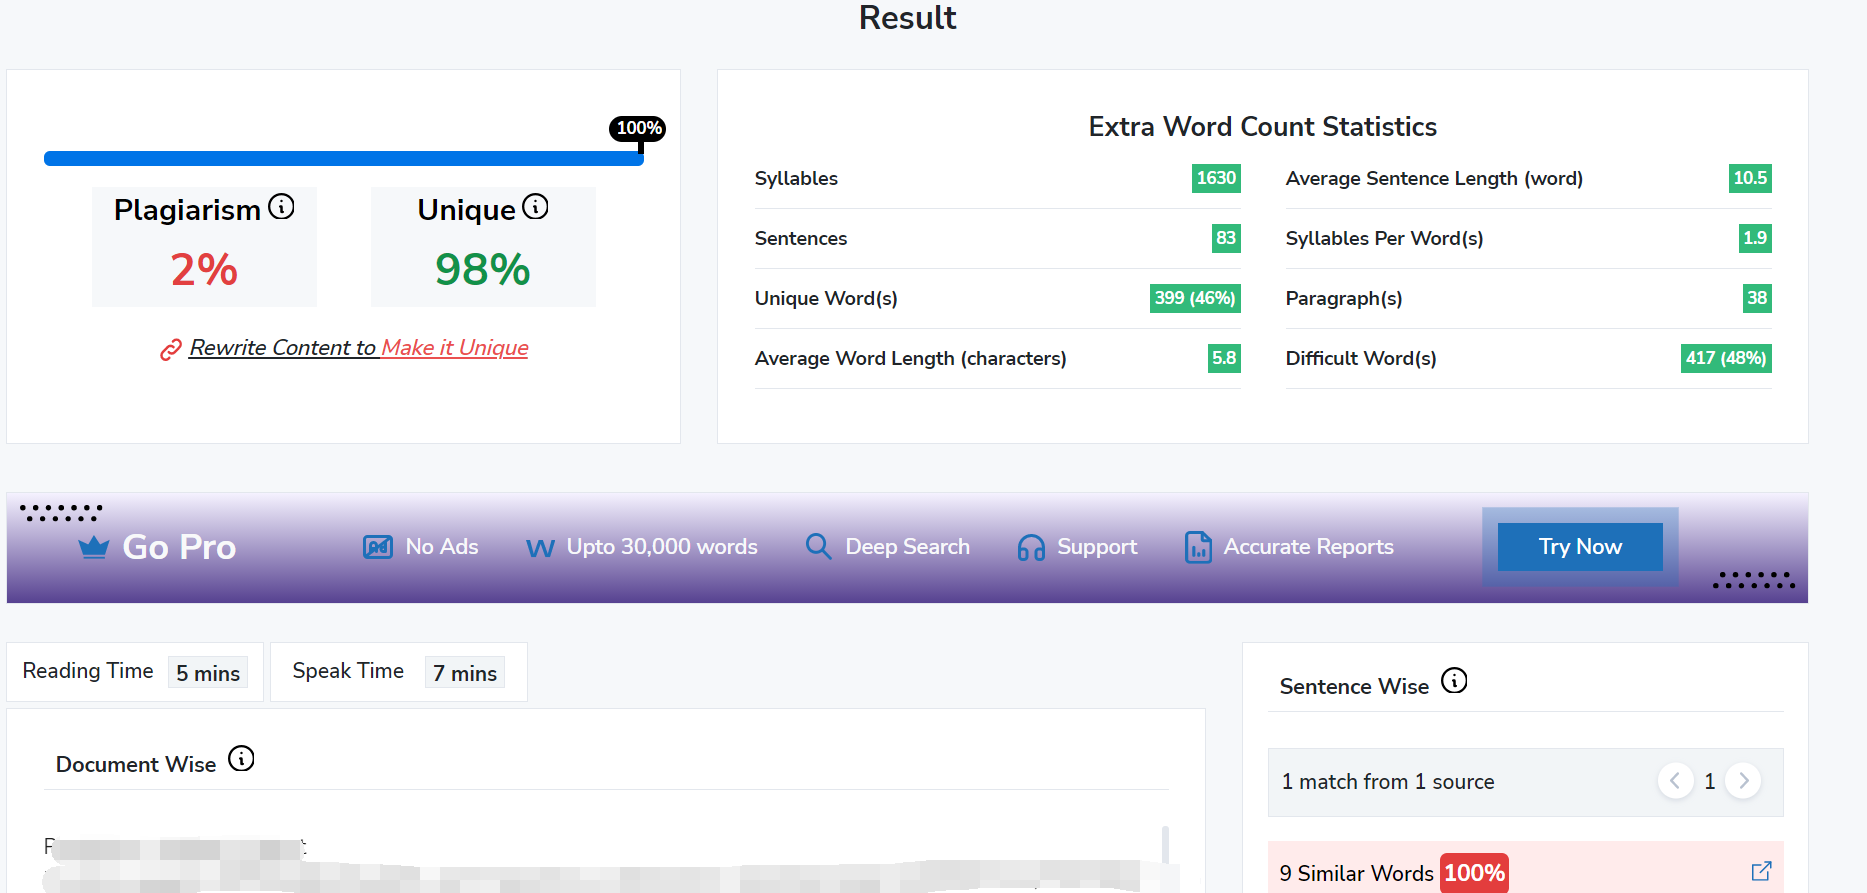 Result
100%
Plagiarism
2%
Unique
98%
Rewrite Content to Make it Unique
Extra Word Count Statistics
Syllables 1630
Sentences 83
Unique Word(s) 399 (46%)
Average Word Length (characters) 5.8
Average Sentence Length (word) 10.5
Syllables Per Word(s) 1.9
Paragraph(s) 38
Difficult Word(s) 417 (48%)
Go Pro No Ads Upto 30,000 words Deep Search Support Accurate Reports Try Now
Reading Time 5 mins Speak Time 7 mins
Document Wise
Sentence Wise
1 match from 1 source 1
9 Similar Words 100%